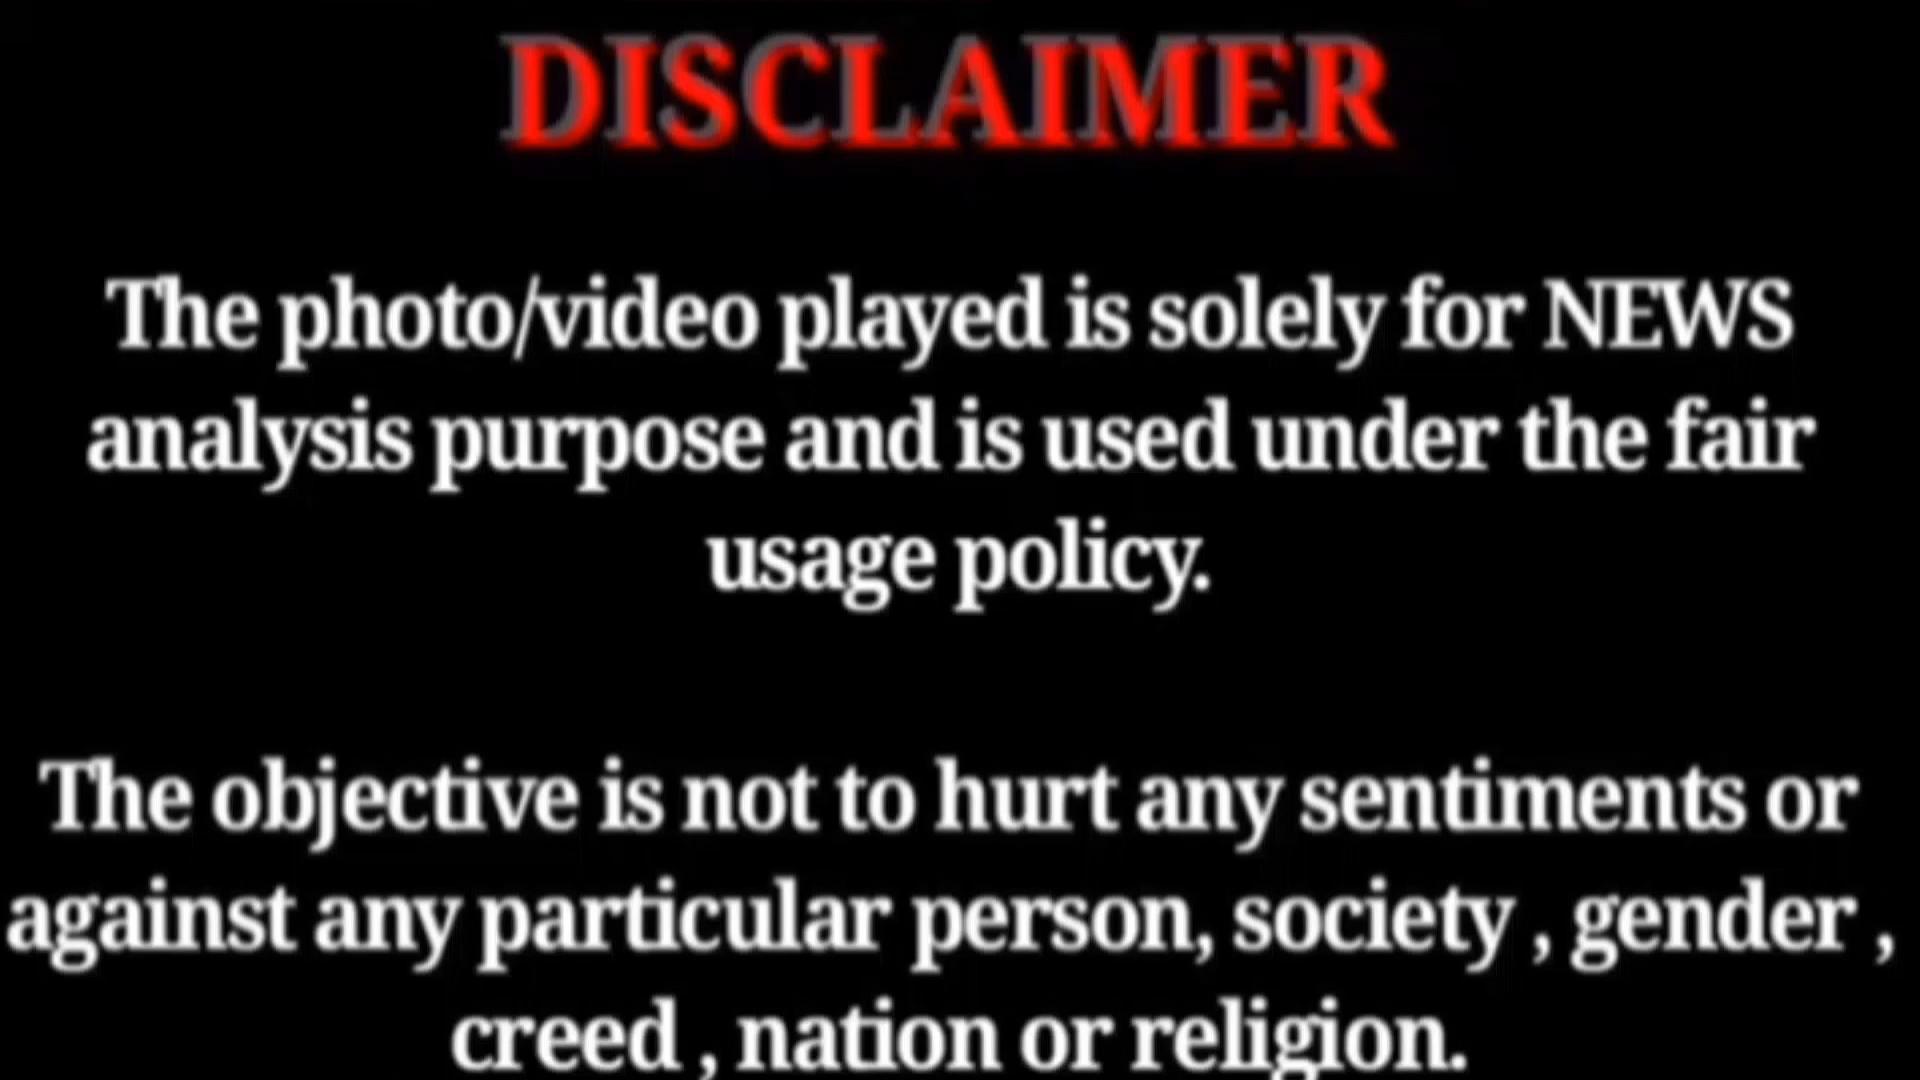 DISCLAIMER
The photo/video played is solely for NEWS
analysis purpose and is used under the fair
usage policy.
The objective is not to hurt any sentiments or
against any particular person, society , gender ,
creed , nation or religion.